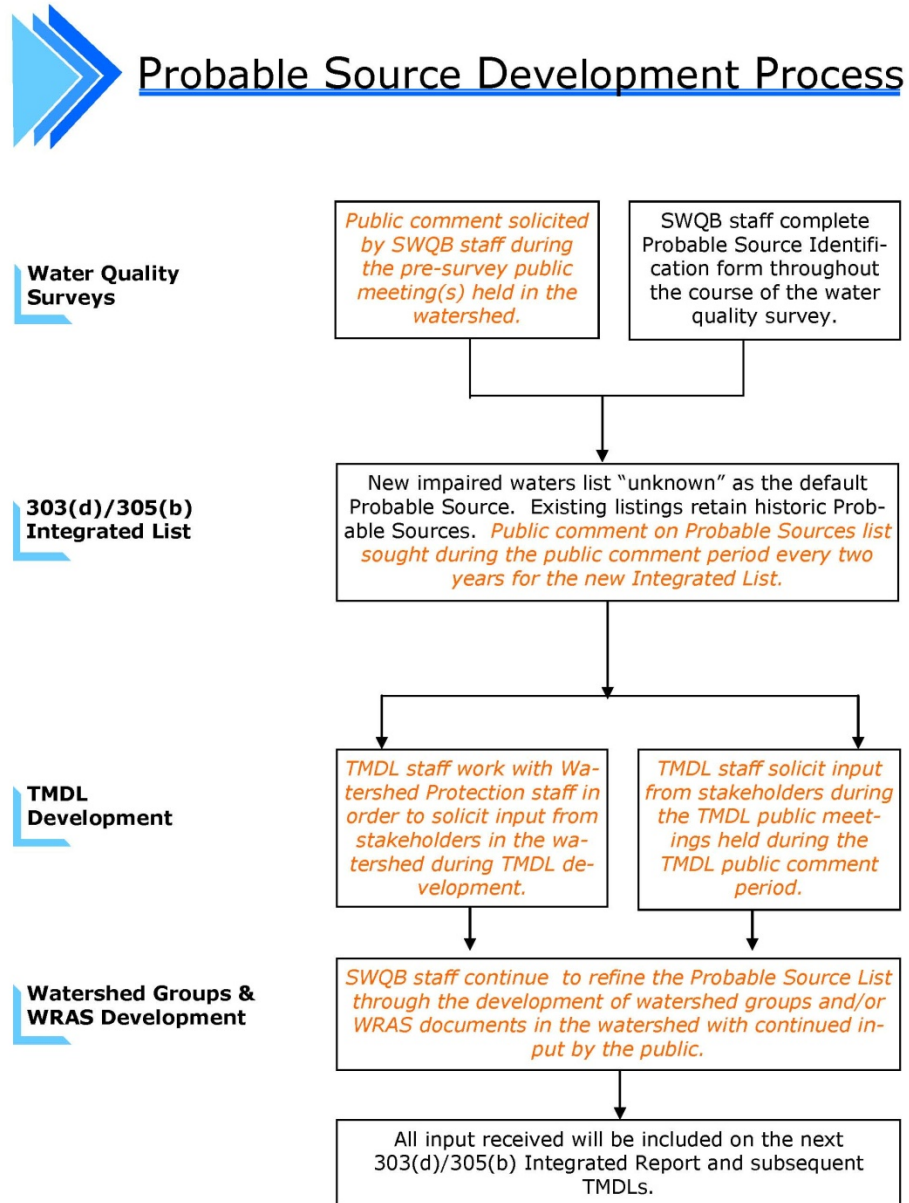 Probable Source Development Process
Water Quality
Surveys
Public comment solicited
by SWQB staff during
the pre-survey public
meeting(s) held in the
watershed.
SWQB staff complete
Probable Source Identifi-
cation form throughout
the course of the water
quality survey.
303(d)/305(b)
Integrated List
New impaired waters list “unknown” as the default
Probable Source.  Existing listings retain historic Prob-
able Sources.  Public comment on Probable Sources list
sought during the public comment period every two
years for the new Integrated List.
TMDL
Development
TMDL staff work with Wa-
tershed Protection staff in
order to solicit input from
stakeholders in the wa-
tershed during TMDL de-
velopment.
TMDL staff solicit input
from stakeholders during
the TMDL public meet-
ings held during the
TMDL public comment
period.
Watershed Groups &
WRAS Development
SWQB staff continue  to refine the Probable Source List
through the development of watershed groups and/or
WRAS documents in the watershed with continued in-
put by the public.
All input received will be included on the next
303(d)/305(b) Integrated Report and subsequent
TMDLs.